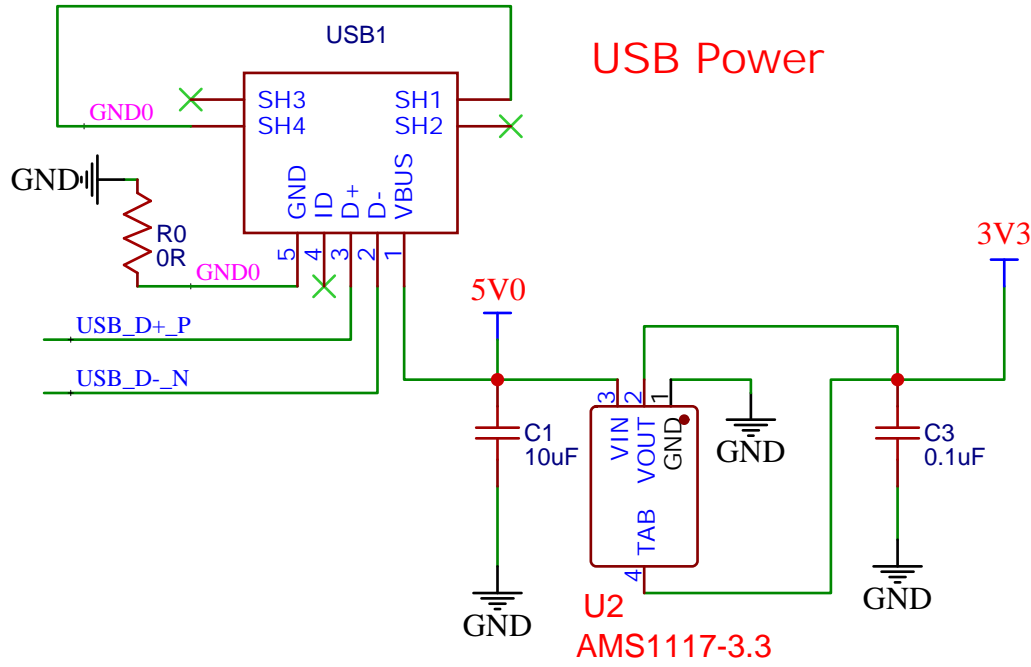 USB1
USB Power
SH3
SH1
GND0
SH4
SH2
GND
GND
ID
D+
D-
VBUS
R0
0R
5
4
3
2
1
GND0
3V3
5V0
USB_D+_P
USB_D-_N
3
2
1
C1
10uF
VIN
VOUT
GND
GND
C3
0.1uF
TAB
4
GND
GND
U2
AMS1117-3.3